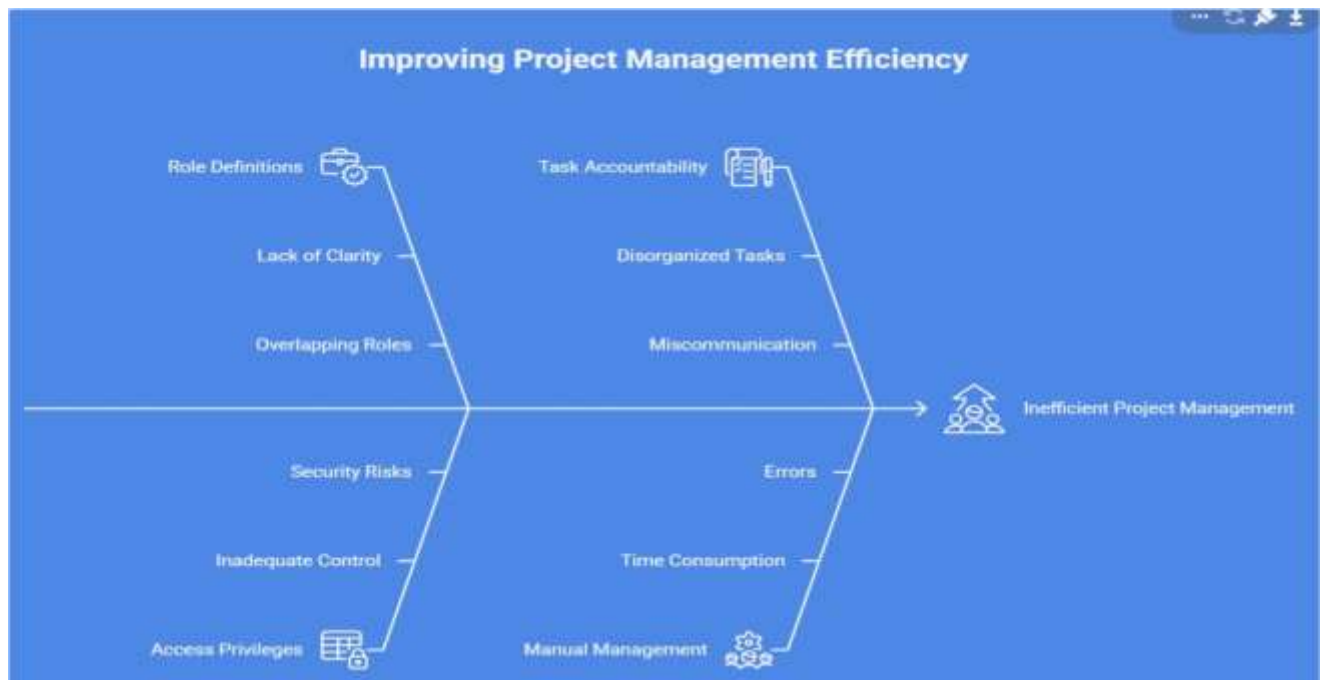 Improving Project Management Efficiency
Role Definitions
Task Accountability
Lack of Clarity
Disorganized Tasks
Overlapping Roles
Miscommunication
Inefficient Project Management
Security Risks
Errors
Inadequate Control
Time Consumption
Access Privileges
Manual Management